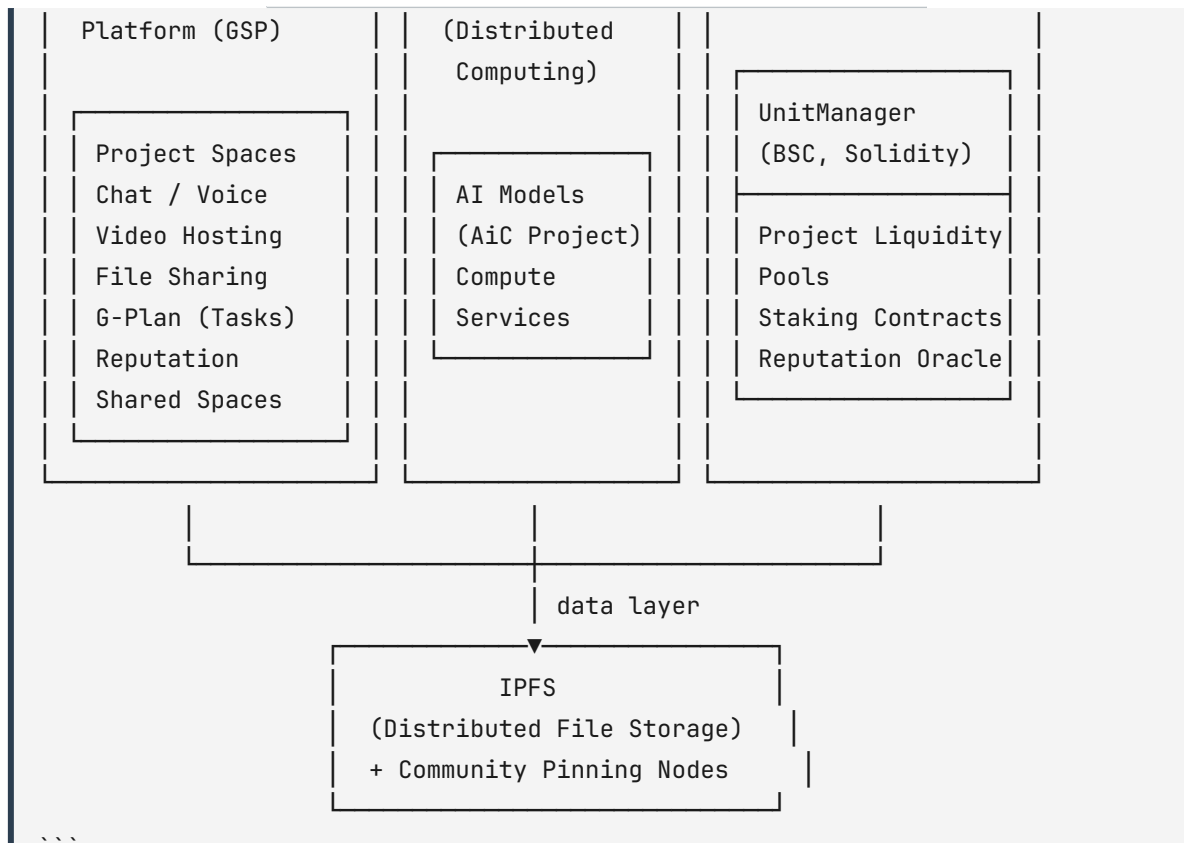 Platform (GSP)
(Distributed
Computing)
Project Spaces
Chat / Voice
Video Hosting
File Sharing
G-Plan (Tasks)
Reputation
Shared Spaces
AI Models
(AiC Project)
Compute
Services
UnitManager
(BSC, Solidity)
Project Liquidity
Pools
Staking Contracts
Reputation Oracle
data layer
IPFS
(Distributed File Storage)
+ Community Pinning Nodes
```